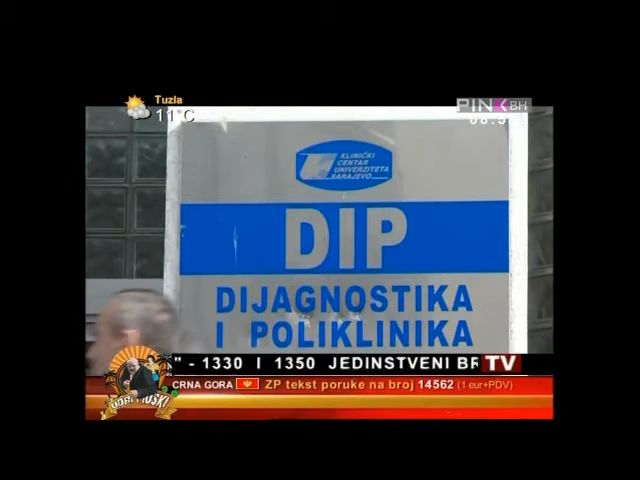 Tuzla
11°C
PINK BH
KLINIČKI
CENTAR
UNIVERZITETA
SARAJEVO
DIP
DIJAGNOSTIKA
I POLIKLINIKA
" - 1330 I 1350 JEDINSTVENI BR
TV
CRNA GORA ZP tekst poruke na broj 14562 (1 eur+PDV)